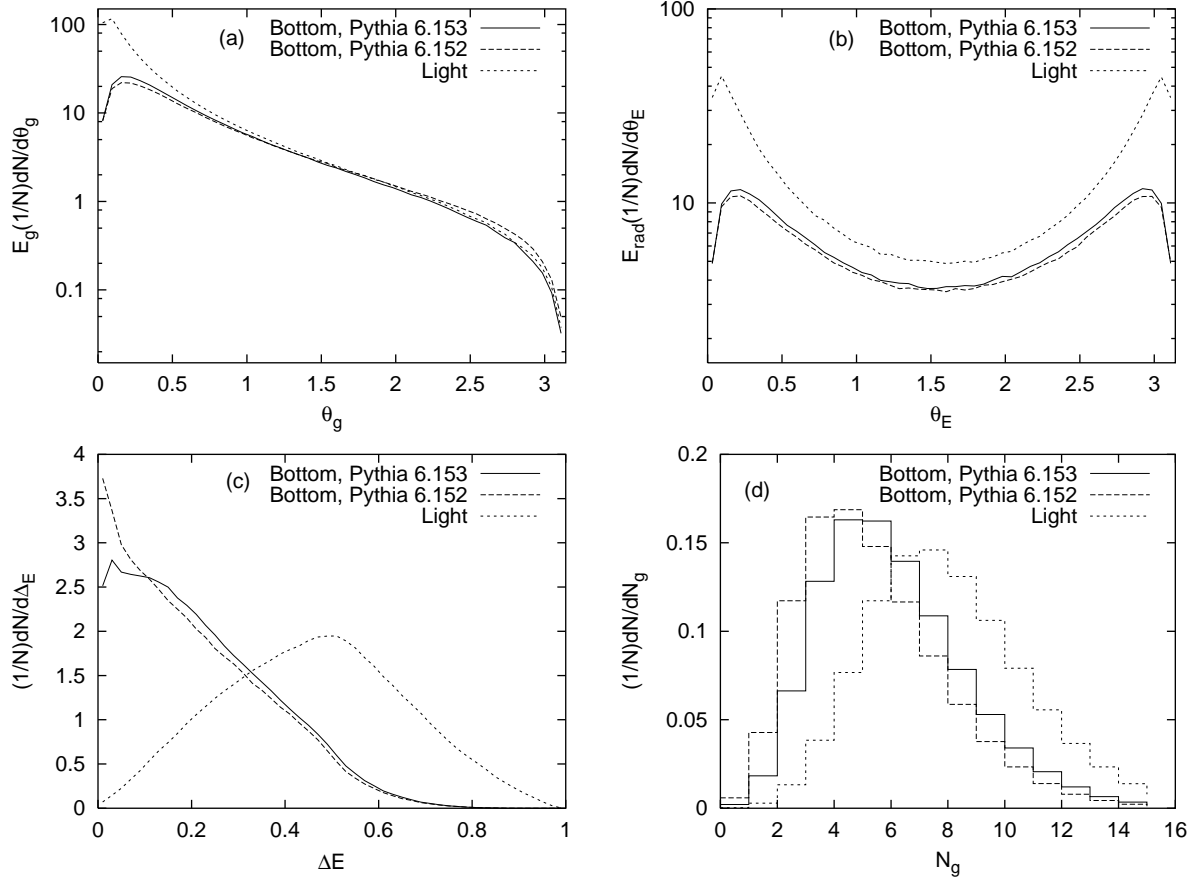 (a)
Bottom, Pythia 6.153
Bottom, Pythia 6.152
Light
E_g(1/N)dN/dθ_g
100
10
1
0.1
0 0.5 1 1.5 2 2.5 3
θ_g
(b)
Bottom, Pythia 6.153
Bottom, Pythia 6.152
Light
E_rad(1/N)dN/dθ_E
100
10
0 0.5 1 1.5 2 2.5 3
θ_E
(c)
Bottom, Pythia 6.153
Bottom, Pythia 6.152
Light
(1/N)dN/dΔ_E
4
3.5
3
2.5
2
1.5
1
0.5
0
0 0.2 0.4 0.6 0.8 1
ΔE
(d)
Bottom, Pythia 6.153
Bottom, Pythia 6.152
Light
(1/N)dN/dN_g
0.2
0.15
0.1
0.05
0
0 2 4 6 8 10 12 14 16
N_g